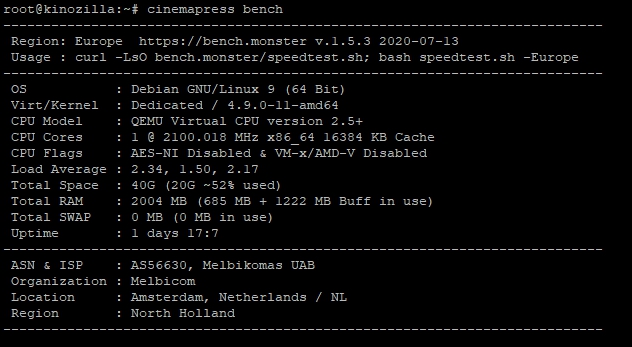 root@kinozilla:~# cinemapress bench
----------------------------------------------------------------------
Region: Europe  https://bench.monster v.1.5.3 2020-07-13
Usage : curl -LsO bench.monster/speedtest.sh; bash speedtest.sh -Europe
----------------------------------------------------------------------
OS           : Debian GNU/Linux 9 (64 Bit)
Virt/Kernel  : Dedicated / 4.9.0-11-amd64
CPU Model    : QEMU Virtual CPU version 2.5+
CPU Cores    : 1 @ 2100.018 MHz x86_64 16384 KB Cache
CPU Flags    : AES-NI Disabled & VM-x/AMD-V Disabled
Load Average : 2.34, 1.50, 2.17
Total Space  : 40G (20G ~52% used)
Total RAM    : 2004 MB (685 MB + 1222 MB Buff in use)
Total SWAP   : 0 MB (0 MB in use)
Uptime       : 1 days 17:7
----------------------------------------------------------------------
ASN & ISP    : AS56630, Melbikomas UAB
Organization : Melbicom
Location     : Amsterdam, Netherlands / NL
Region       : North Holland
----------------------------------------------------------------------